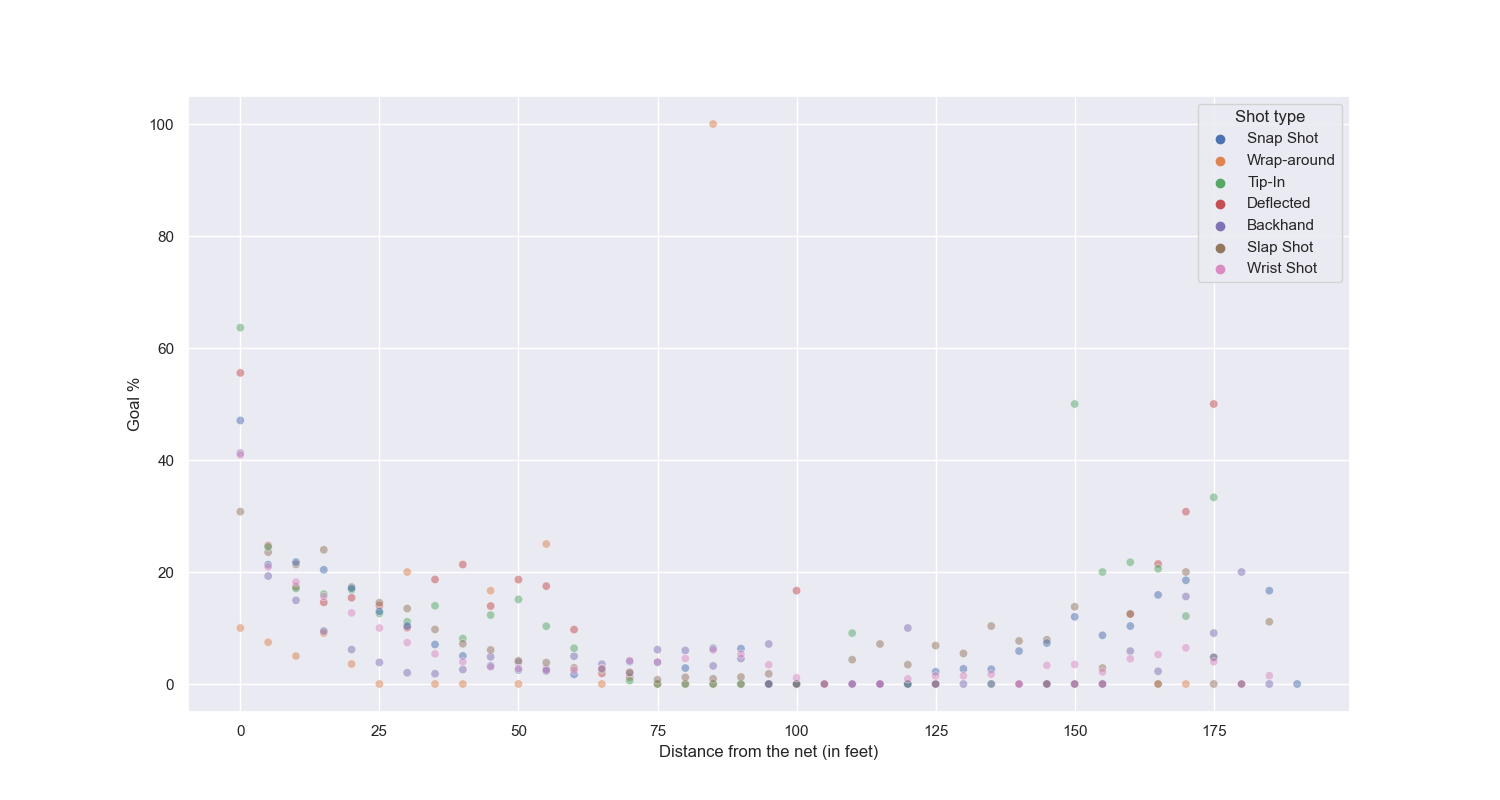 100
80
60
40
20
0
Goal %
0 25 50 75 100 125 150 175
Distance from the net (in feet)
Shot type
Snap Shot
Wrap-around
Tip-In
Deflected
Backhand
Slap Shot
Wrist Shot